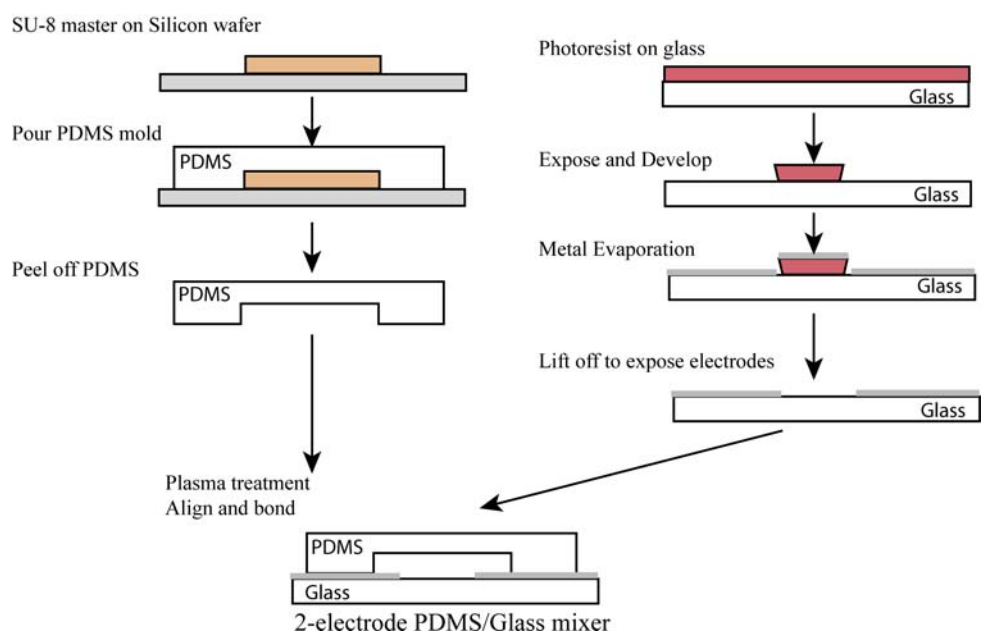 SU-8 master on Silicon wafer
Pour PDMS mold
PDMS
Peel off PDMS
PDMS
Photoresist on glass
Glass
Expose and Develop
Glass
Metal Evaporation
Glass
Lift off to expose electrodes
Glass
Plasma treatment
Align and bond
PDMS
Glass
2-electrode PDMS/Glass mixer